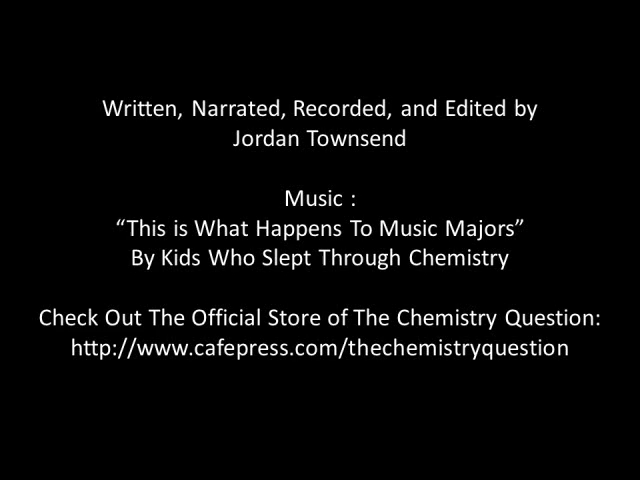 Written, Narrated, Recorded, and Edited by
Jordan Townsend
Music :
“This is What Happens To Music Majors”
By Kids Who Slept Through Chemistry
Check Out The Official Store of The Chemistry Question:
http://www.cafepress.com/thechemistryquestion